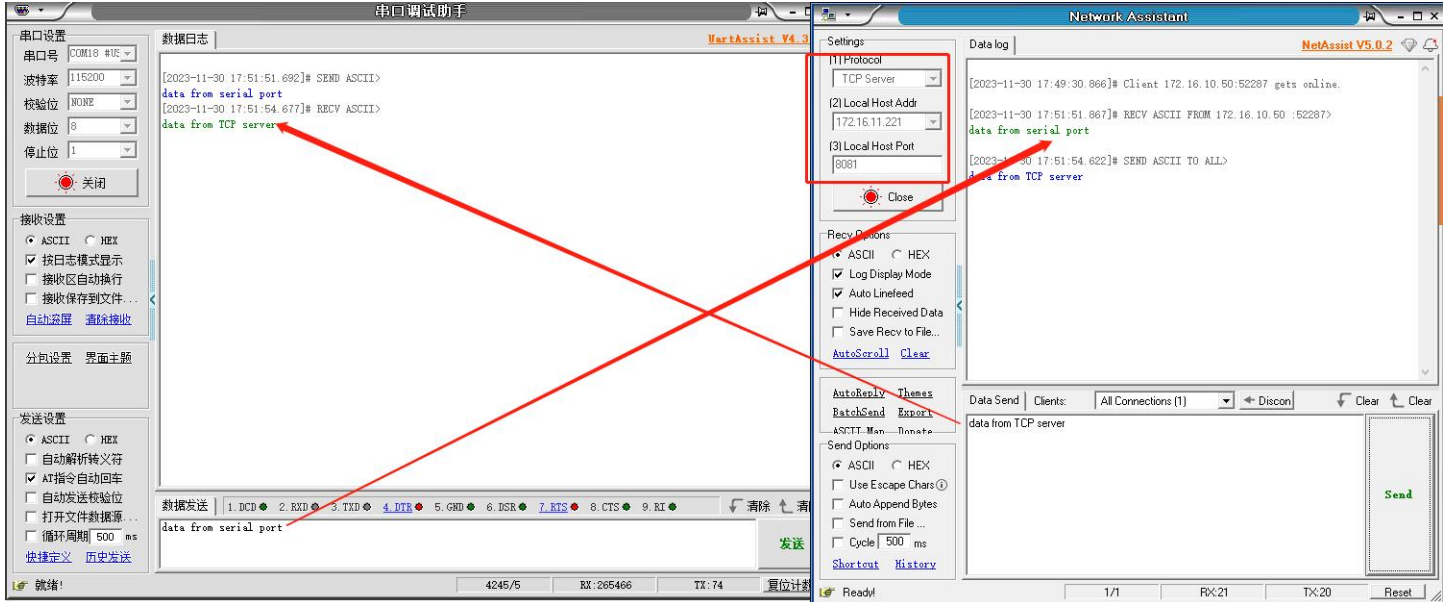 串口调试助手
串口设置
串口号 COM18 #US
波特率 115200
校验位 NONE
数据位 8
停止位 1
关闭
接收设置
ASCII HEX
按日志模式显示
接收区自动换行
接收保存到文件...
自动滚屏 清除接收
分包设置 界面主题
发送设置
ASCII HEX
自动解析转义符
AT指令自动回车
自动发送校验位
打开文件数据源...
循环周期 500 ms
快捷定义 历史发送
就绪!
数据日志
UartAssist V4.3
[2023-11-30 17:51:51.692]# SEND ASCII>
data from serial port
[2023-11-30 17:51:54.677]# RECV ASCII>
data from TCP server
数据发送 1.DCD 2.RXD 3.TXD 4.DTR 5.GND 6.DSR 7.RTS 8.CTS 9.RI 清除
data from serial port
发送
4245/5 RX:265466 TX:74 复位计数
Network Assistant
Settings
(1) Protocol
TCP Server
(2) Local Host Addr
172.16.11.221
(3) Local Host Port
8081
Close
Recv Options
ASCII HEX
Log Display Mode
Auto Linefeed
Hide Received Data
Save Recv to File...
AutoScroll Clear
AutoReply Themes
BatchSend Export
ASCII Map Donate
Send Options
ASCII HEX
Use Escape Chars
Auto Append Bytes
Send from File ...
Cycle 500 ms
Shortcut History
Ready!
Data log
NetAssist V5.0.2
[2023-11-30 17:49:30.866]# Client 172.16.10.50:52287 gets online.
[2023-11-30 17:51:51.867]# RECV ASCII FROM 172.16.10.50 :52287>
data from serial port
[2023-11-30 17:51:54.622]# SEND ASCII TO ALL>
data from TCP server
Data Send Clients: All Connections (1) Discon Clear Clear
data from TCP server
Send
1/1 RX:21 TX:20 Reset